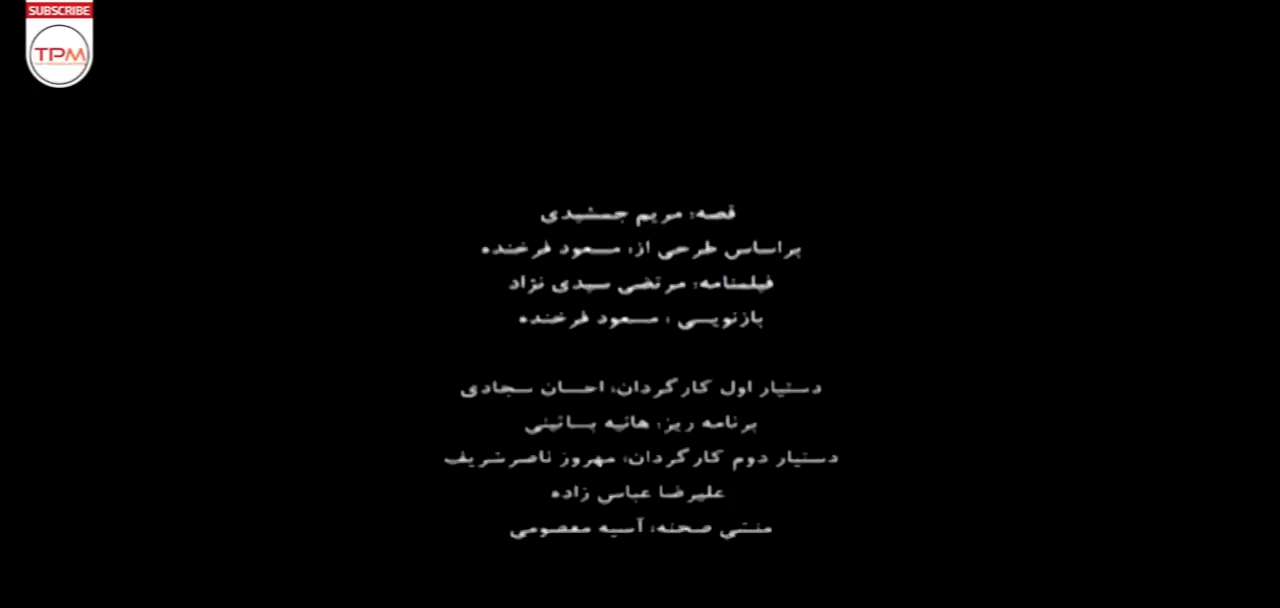 SUBSCRIBE
TPM
قصه: مریم جمشیدی
براساس طرحی از: مسعود فرخنده
فیلمنامه: مرتضی سیدی نژاد
بازنویسی : مسعود فرخنده
دستیار اول کارگردان: احسان سجادی
برنامه ریز: هانیه
دستیار دوم کارگردان: مهروز ناصرشریف
علیرضا عباس زاده
منشی صحنه: آسیه معصومی